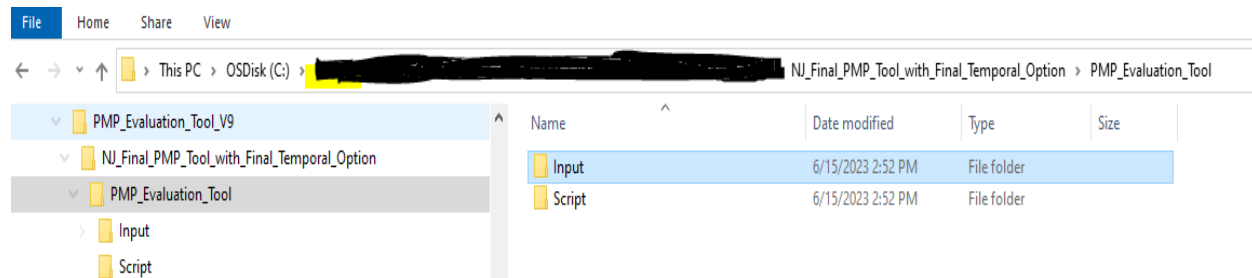 File Home Share View
This PC > OSDisk (C:) > NJ_Final_PMP_Tool_with_Final_Temporal_Option > PMP_Evaluation_Tool
PMP_Evaluation_Tool_V9
NJ_Final_PMP_Tool_with_Final_Temporal_Option
PMP_Evaluation_Tool
Input
Script
Name Date modified Type Size
Input 6/15/2023 2:52 PM File folder
Script 6/15/2023 2:52 PM File folder